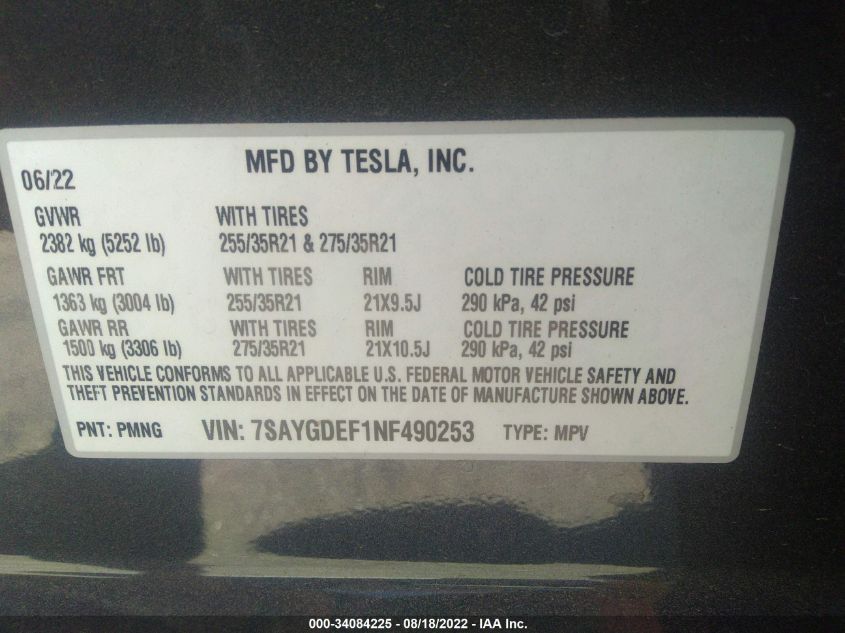 MFD BY TESLA, INC.
06/22
GVWR WITH TIRES
2382 kg (5252 lb) 255/35R21 & 275/35R21
GAWR FRT WITH TIRES RIM COLD TIRE PRESSURE
1363 kg (3004 lb) 255/35R21 21X9.5J 290 kPa, 42 psi
GAWR RR WITH TIRES RIM COLD TIRE PRESSURE
1500 kg (3306 lb) 275/35R21 21X10.5J 290 kPa, 42 psi
THIS VEHICLE CONFORMS TO ALL APPLICABLE U.S. FEDERAL MOTOR VEHICLE SAFETY AND
THEFT PREVENTION STANDARDS IN EFFECT ON THE DATE OF MANUFACTURE SHOWN ABOVE.
PNT: PMNG VIN: 7SAYGDEF1NF490253 TYPE: MPV
000-34084225 - 08/18/2022 - IAA Inc.